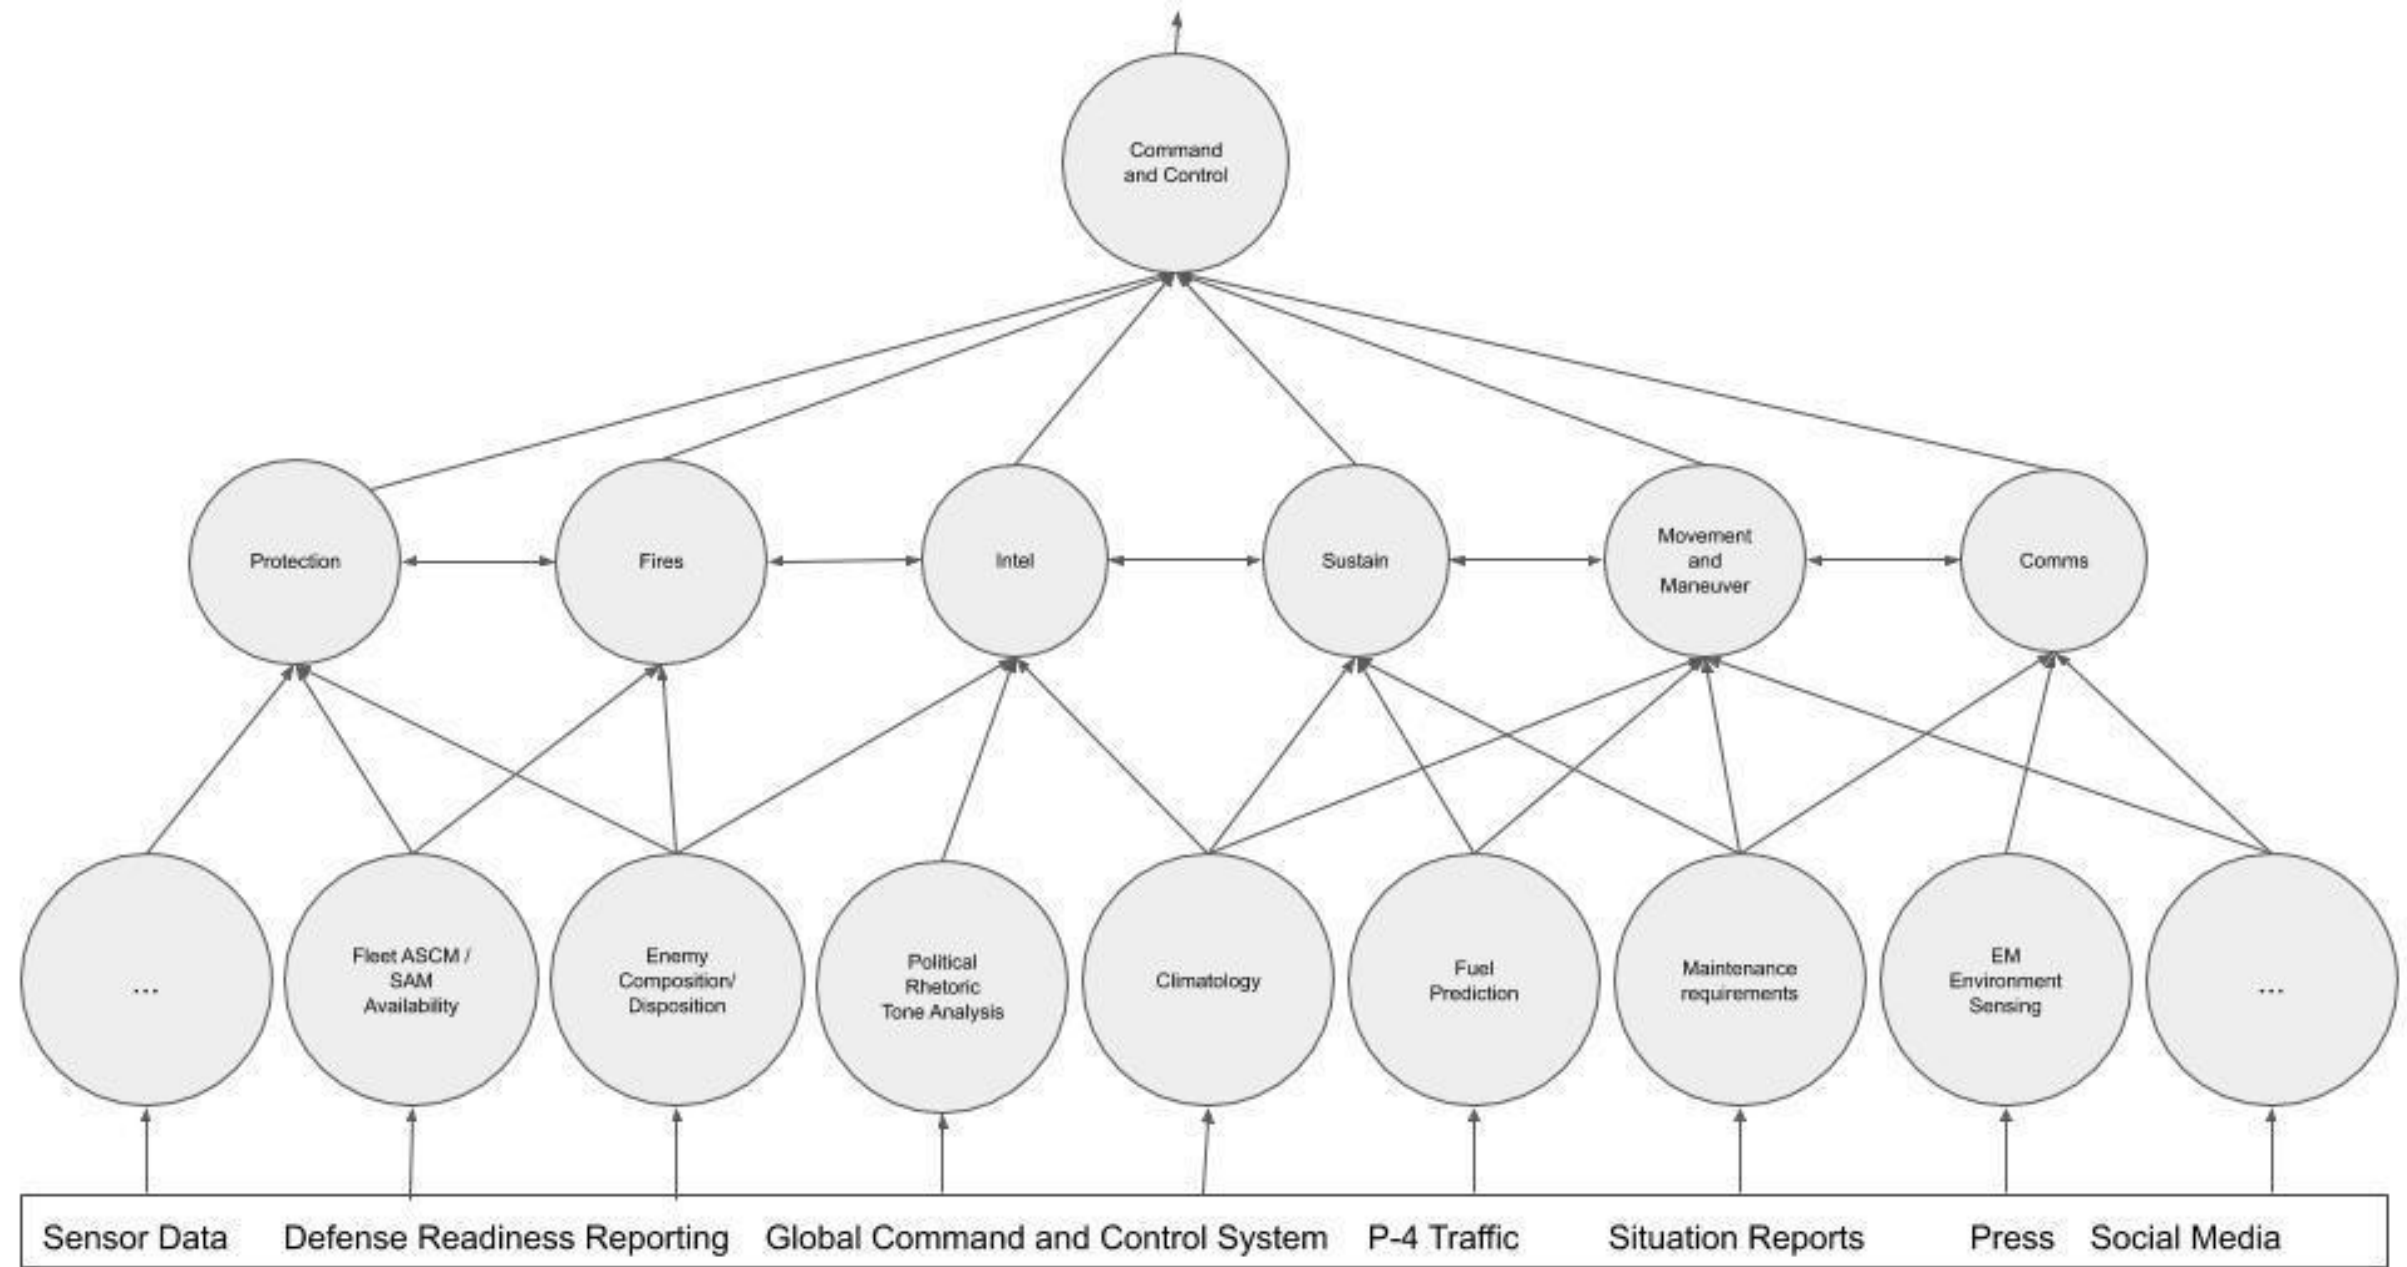 Command
and Control
Protection
Fires
Intel
Sustain
Movement
and
Maneuver
Comms
...
Fleet ASCM /
SAM
Availability
Enemy
Composition/
Disposition
Political
Rhetoric
Tone Analysis
Climatology
Fuel
Prediction
Maintenance
requirements
EM
Environment
Sensing
...
Sensor Data Defense Readiness Reporting Global Command and Control System P-4 Traffic Situation Reports Press Social Media